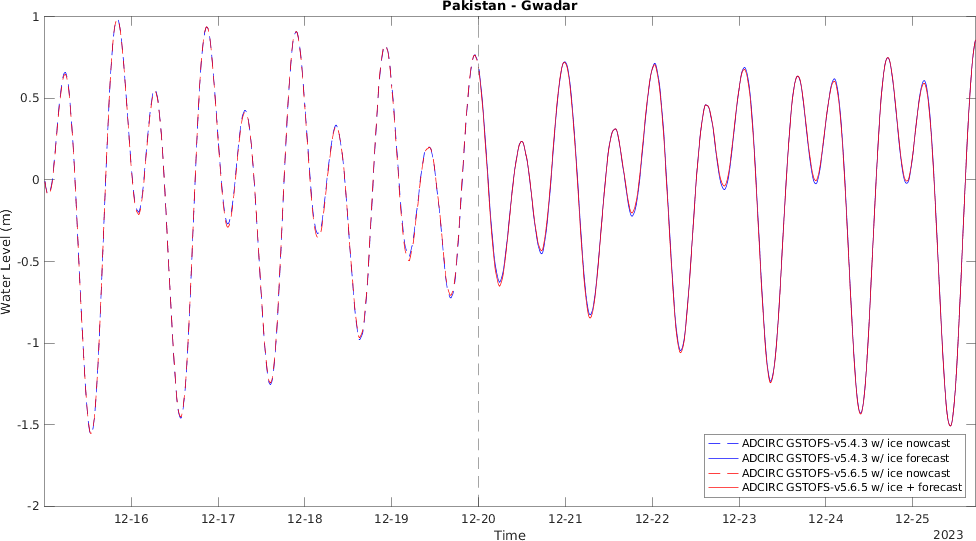 Pakistan - Gwadar
1
0.5
0
-0.5
-1
-1.5
-2
Water Level (m)
ADCIRC GSTOFS-v5.4.3 w/ ice nowcast
ADCIRC GSTOFS-v5.4.3 w/ ice forecast
ADCIRC GSTOFS-v5.6.5 w/ ice nowcast
ADCIRC GSTOFS-v5.6.5 w/ ice + forecast
12-16 12-17 12-18 12-19 12-20 12-21 12-22 12-23 12-24 12-25
Time
2023